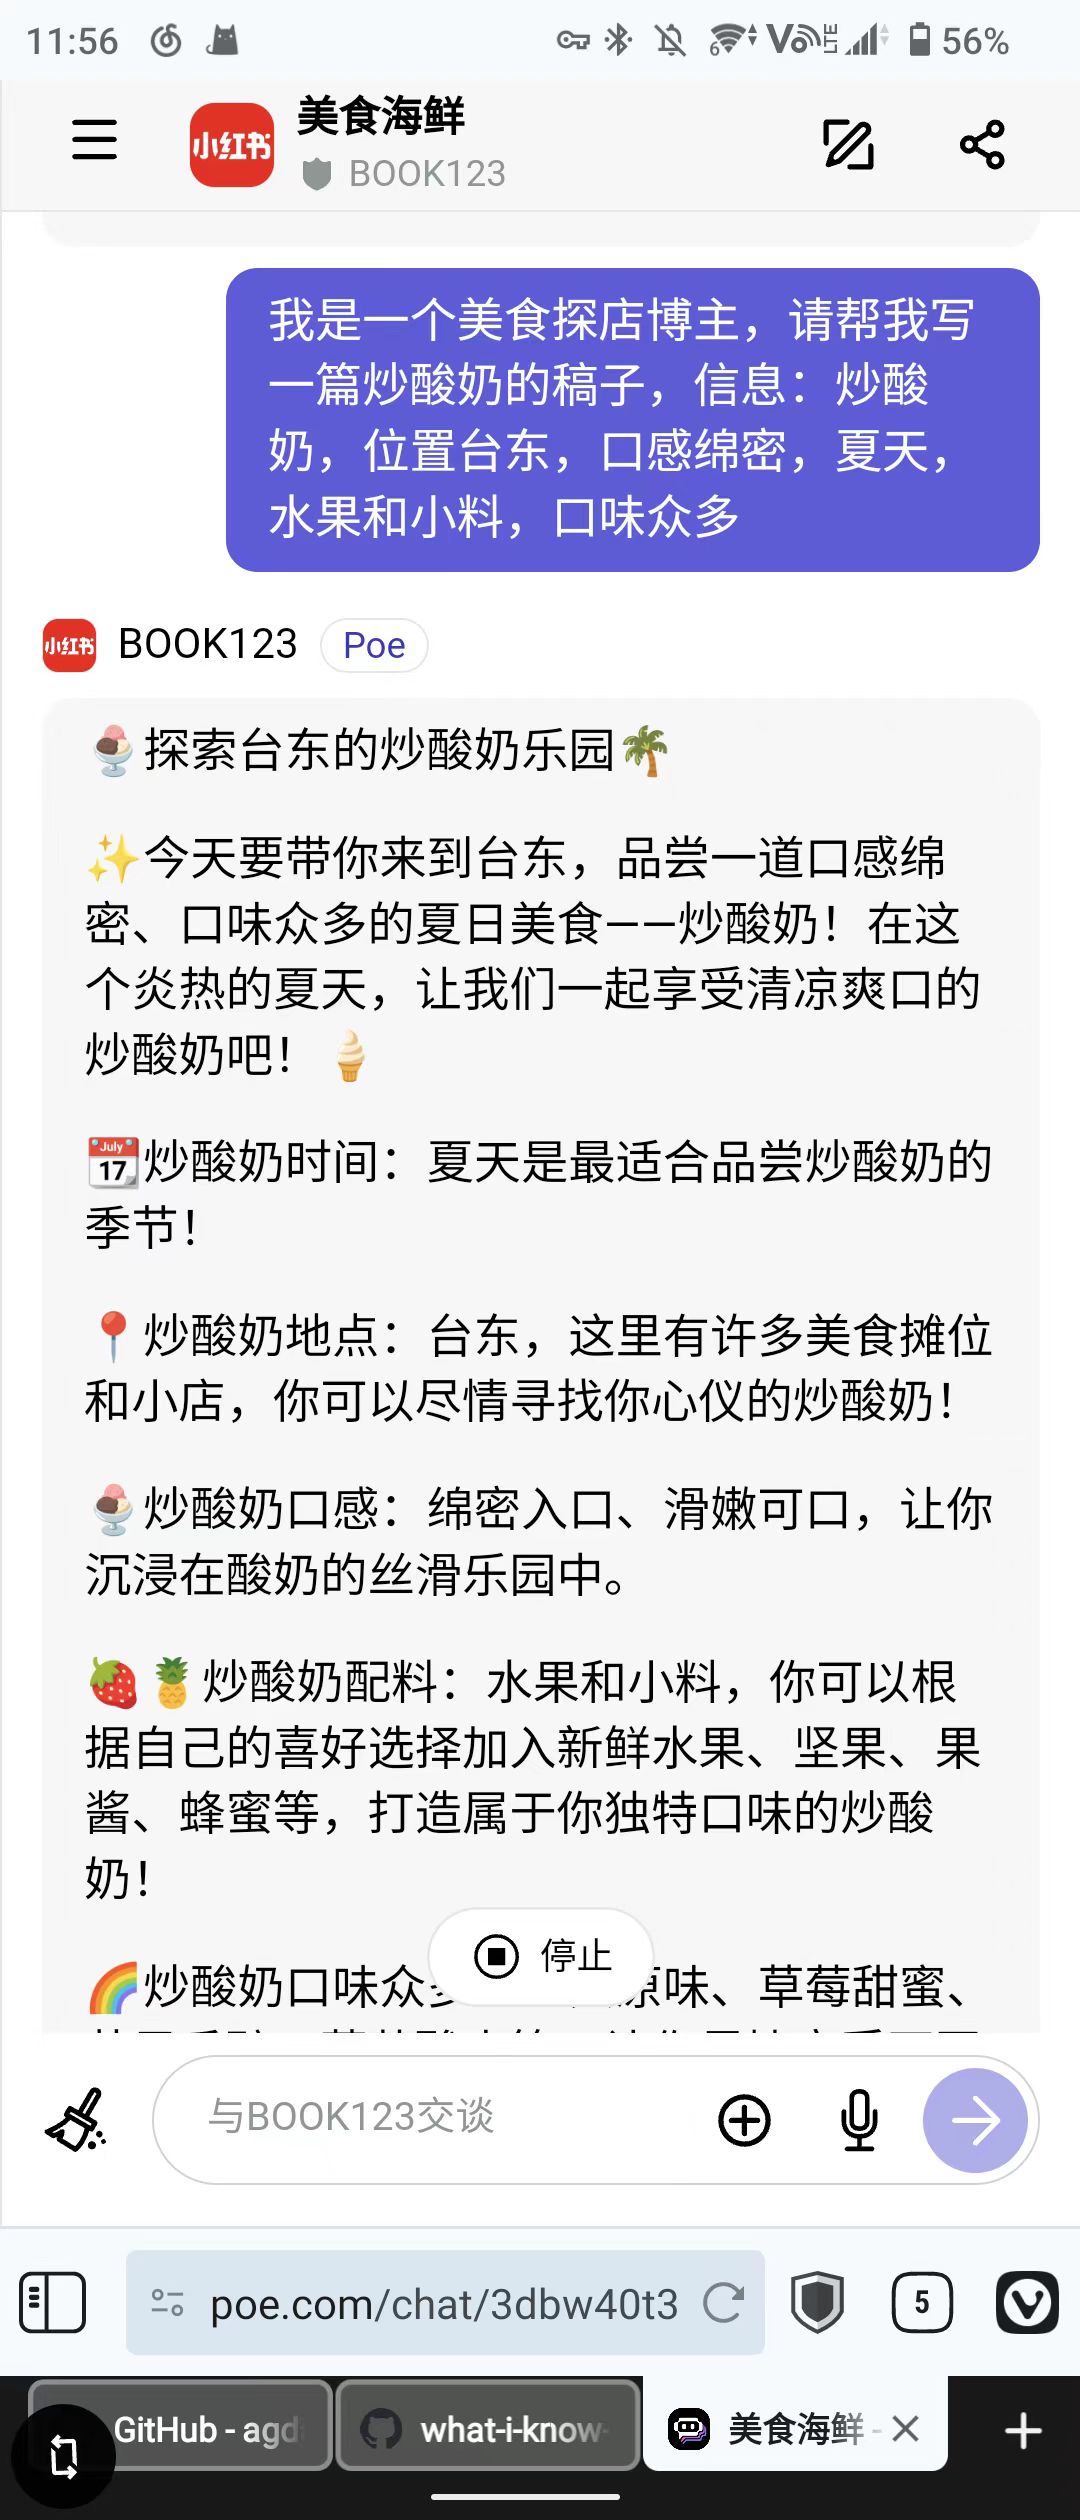 11:56
6
Vo LTE
56%
小红书
美食海鲜
BOOK123
我是一个美食探店博主，请帮我写
一篇炒酸奶的稿子，信息：炒酸
奶，位置台东，口感绵密，夏天，
水果和小料，口味众多
小红书
BOOK123
Poe
🍨探索台东的炒酸奶乐园🌴
✨今天要带你来到台东，品尝一道口感绵
密、口味众多的夏日美食——炒酸奶！在这
个炎热的夏天，让我们一起享受清凉爽口的
炒酸奶吧！🍦
📆炒酸奶时间：夏天是最适合品尝炒酸奶的
季节！
📍炒酸奶地点：台东，这里有许多美食摊位
和小店，你可以尽情寻找你心仪的炒酸奶！
🍨炒酸奶口感：绵密入口、滑嫩可口，让你
沉浸在酸奶的丝滑乐园中。
🍓🍍炒酸奶配料：水果和小料，你可以根
据自己的喜好选择加入新鲜水果、坚果、果
酱、蜂蜜等，打造属于你独特口味的炒酸
奶！
停止
🌈炒酸奶口味众 原味、草莓甜蜜、
与BOOK123交谈
poe.com/chat/3dbw40t3
5
GitHub - agd
what-i-know-
美食海鲜 -